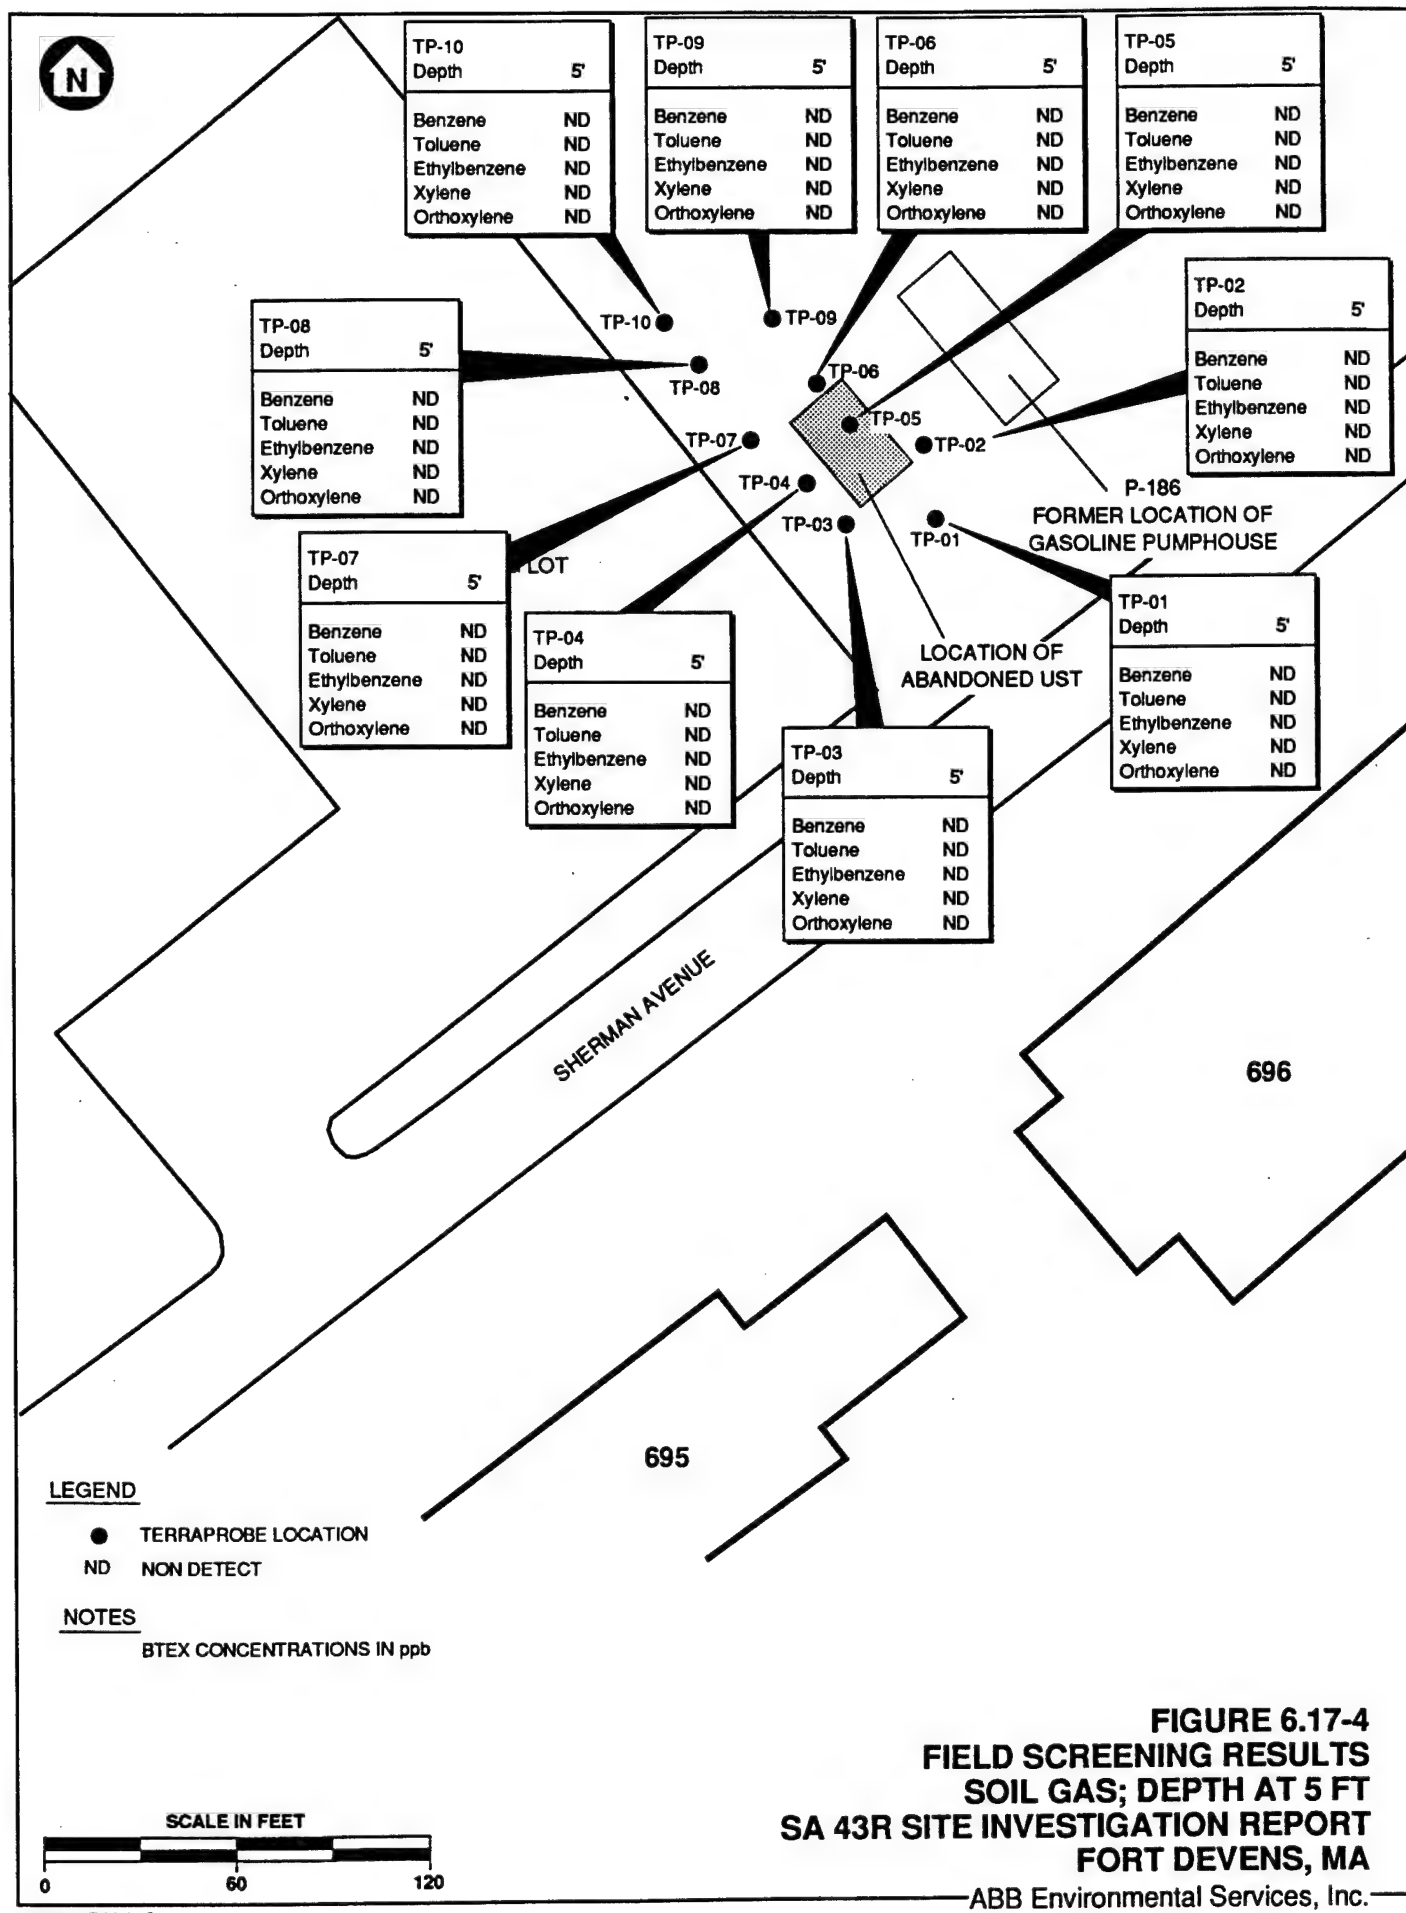 N
TP-10
Depth 5'
Benzene ND
Toluene ND
Ethylbenzene ND
Xylene ND
Orthoxylene ND
TP-09
Depth 5'
Benzene ND
Toluene ND
Ethylbenzene ND
Xylene ND
Orthoxylene ND
TP-06
Depth 5'
Benzene ND
Toluene ND
Ethylbenzene ND
Xylene ND
Orthoxylene ND
TP-05
Depth 5'
Benzene ND
Toluene ND
Ethylbenzene ND
Xylene ND
Orthoxylene ND
TP-02
Depth 5'
Benzene ND
Toluene ND
Ethylbenzene ND
Xylene ND
Orthoxylene ND
TP-08
Depth 5'
Benzene ND
Toluene ND
Ethylbenzene ND
Xylene ND
Orthoxylene ND
TP-10
TP-09
TP-08
TP-06
TP-05
TP-07
TP-02
TP-04
TP-03
TP-01
P-186
FORMER LOCATION OF
GASOLINE PUMPHOUSE
LOT
TP-07
Depth 5'
Benzene ND
Toluene ND
Ethylbenzene ND
Xylene ND
Orthoxylene ND
TP-04
Depth 5'
Benzene ND
Toluene ND
Ethylbenzene ND
Xylene ND
Orthoxylene ND
LOCATION OF
ABANDONED UST
TP-01
Depth 5'
Benzene ND
Toluene ND
Ethylbenzene ND
Xylene ND
Orthoxylene ND
TP-03
Depth 5'
Benzene ND
Toluene ND
Ethylbenzene ND
Xylene ND
Orthoxylene ND
SHERMAN AVENUE
696
695
LEGEND
TERRAPROBE LOCATION
ND NON DETECT
NOTES
BTEX CONCENTRATIONS IN ppb
SCALE IN FEET
0 60 120
FIGURE 6.17-4
FIELD SCREENING RESULTS
SOIL GAS; DEPTH AT 5 FT
SA 43R SITE INVESTIGATION REPORT
FORT DEVENS, MA
ABB Environmental Services, Inc.